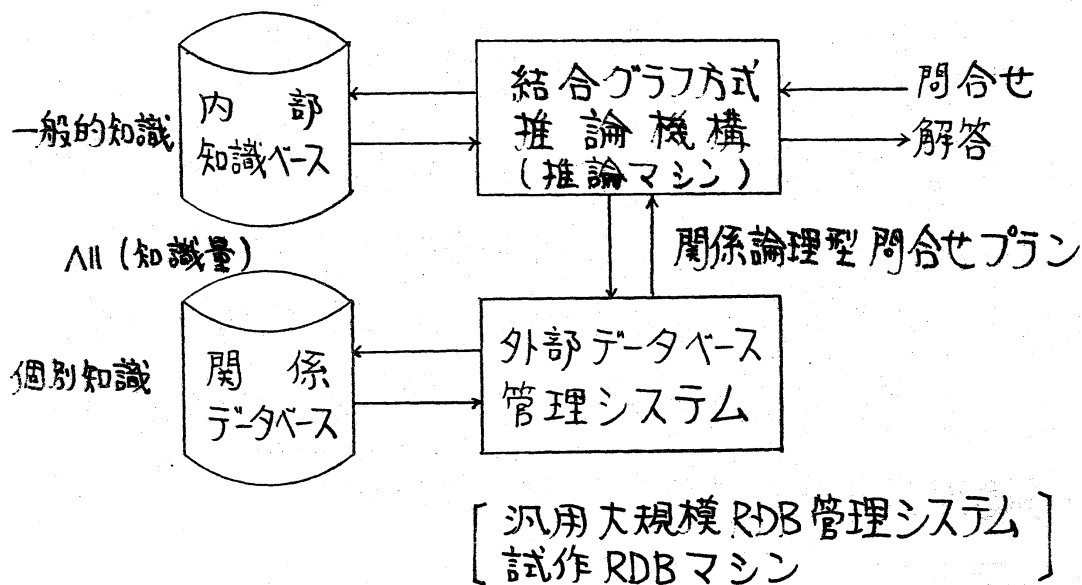 一般的知識
内 部
知識ベース
結合グラフ方式
推論機構
(推論マシン)
問合せ
解答
∧|| (知識量)
関係論理型 問合せプラン
個別知識
関 係
データベース
外部データベース
管理システム
汎用大規模RDB管理システム
試作RDBマシン